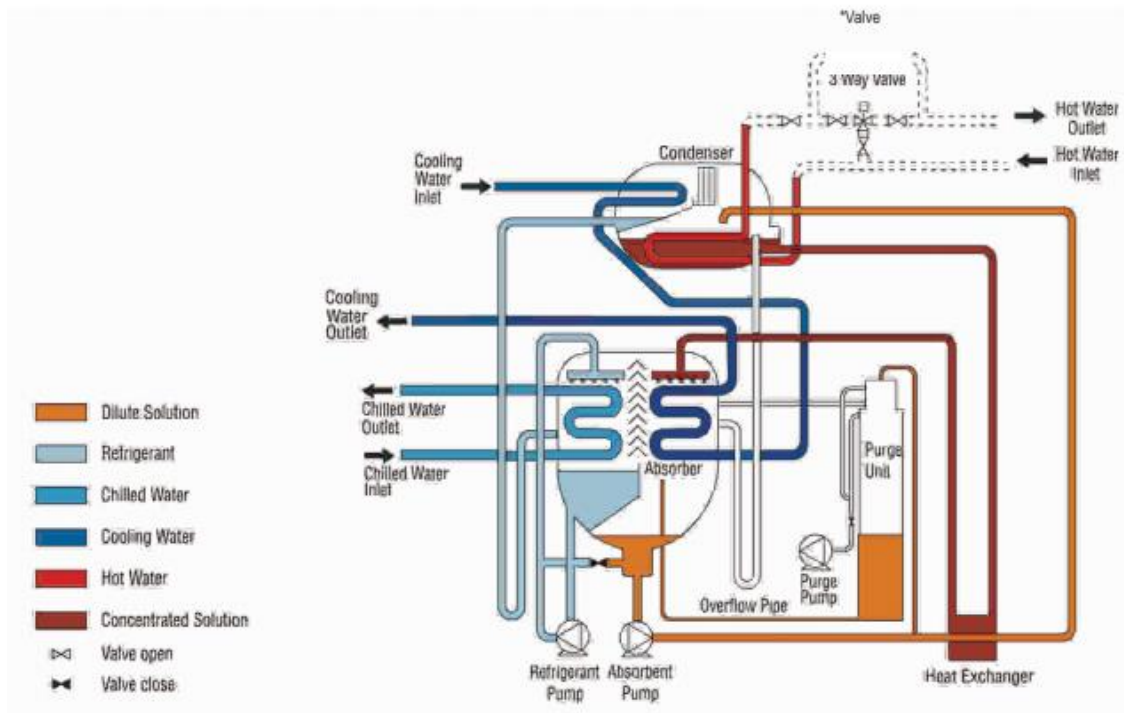 *Valve
3 Way Valve
Hot Water
Outlet
Hot Water
Inlet
Condenser
Cooling
Water
Inlet
Cooling
Water
Outlet
Chilled Water
Outlet
Chilled Water
Inlet
Absorber
Purge
Unit
Purge
Pump
Overflow Pipe
Refrigerant
Pump
Absorbent
Pump
Heat Exchanger
Dilute Solution
Refrigerant
Chilled Water
Cooling Water
Hot Water
Concentrated Solution
Valve open
Valve close